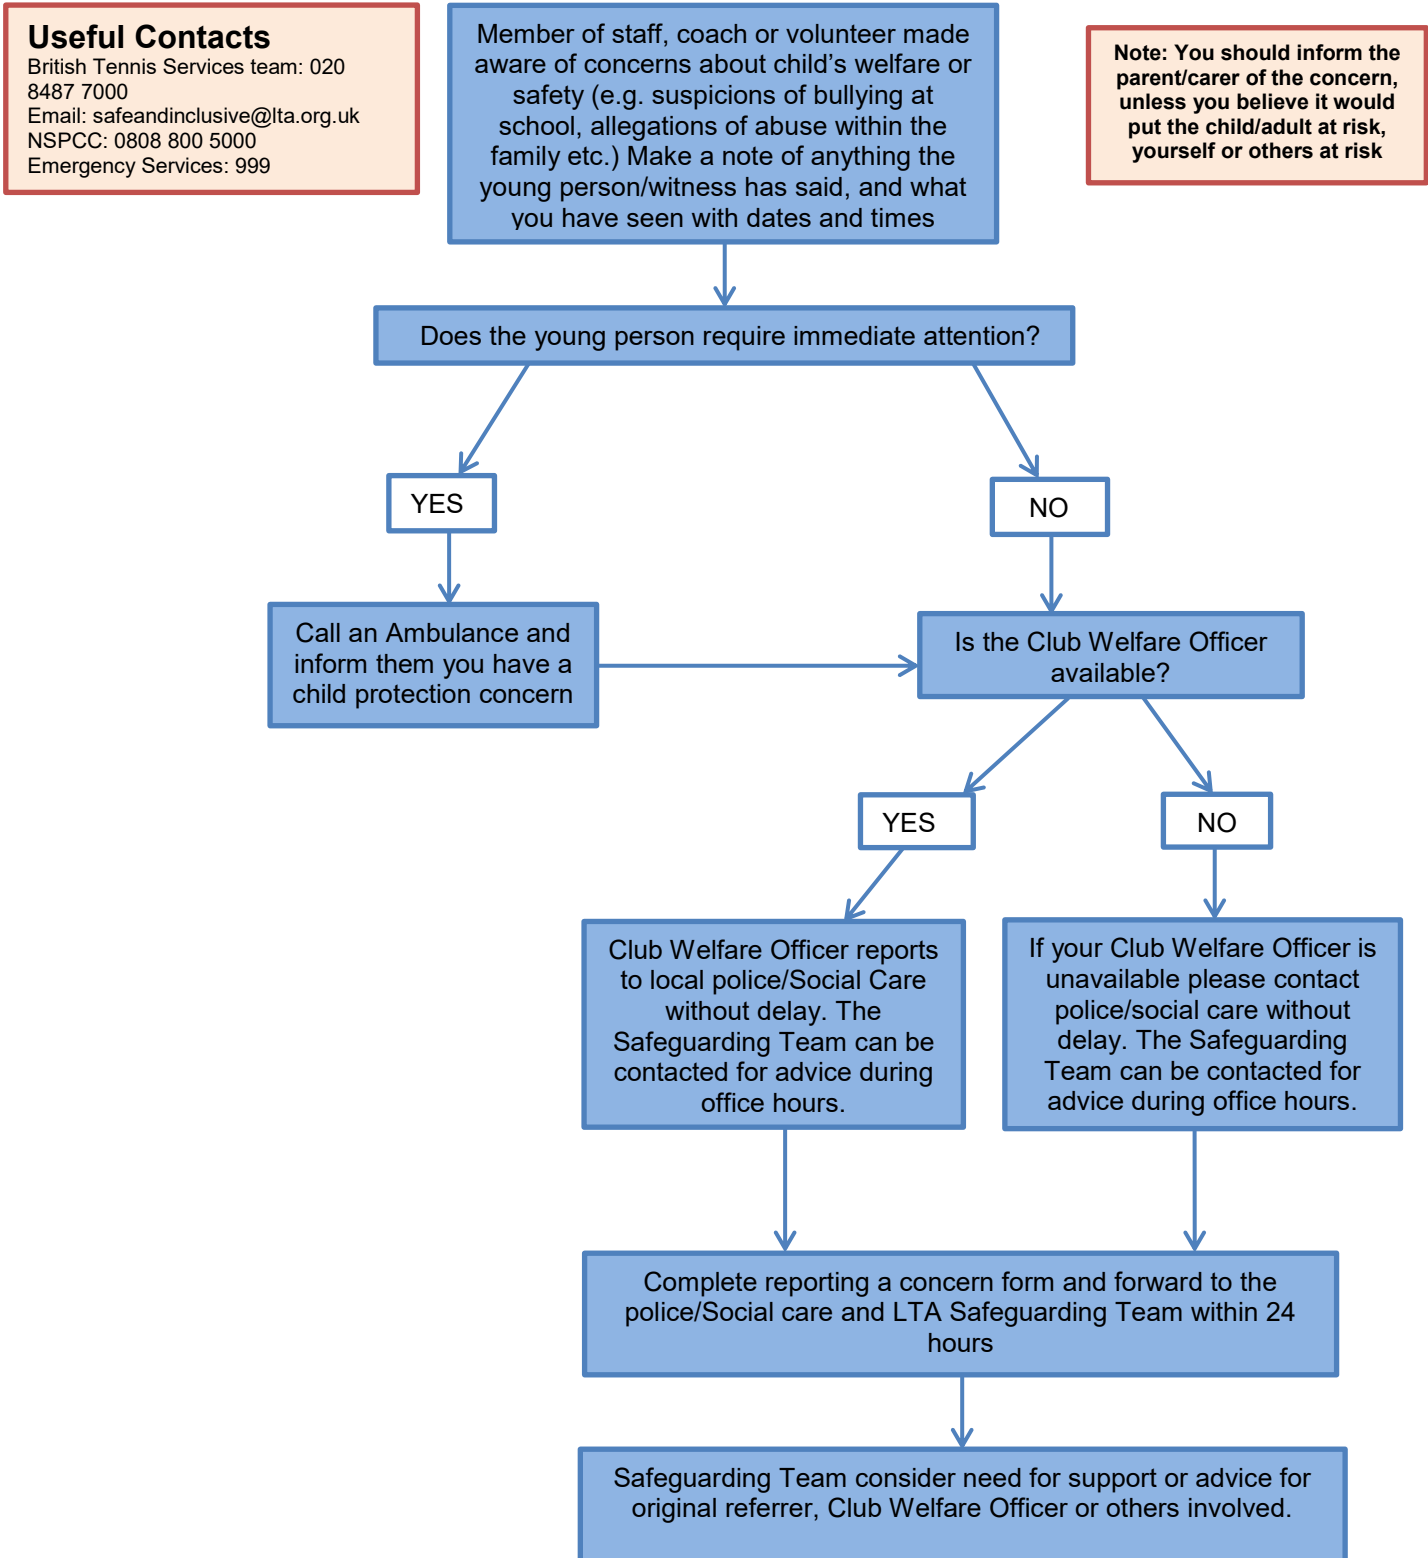 Useful Contacts
British Tennis Services team: 020
8487 7000
Email: safeandinclusive@lta.org.uk
NSPCC: 0808 800 5000
Emergency Services: 999
Member of staff, coach or volunteer made
aware of concerns about child’s welfare or
safety (e.g. suspicions of bullying at
school, allegations of abuse within the
family etc.) Make a note of anything the
young person/witness has said, and what
you have seen with dates and times
Note: You should inform the
parent/carer of the concern,
unless you believe it would
put the child/adult at risk,
yourself or others at risk
Does the young person require immediate attention?
YES
NO
Call an Ambulance and
inform them you have a
child protection concern
Is the Club Welfare Officer
available?
YES
NO
Club Welfare Officer reports
to local police/Social Care
without delay. The
Safeguarding Team can be
contacted for advice during
office hours.
If your Club Welfare Officer is
unavailable please contact
police/social care without
delay. The Safeguarding
Team can be contacted for
advice during office hours.
Complete reporting a concern form and forward to the
police/Social care and LTA Safeguarding Team within 24
hours
Safeguarding Team consider need for support or advice for
original referrer, Club Welfare Officer or others involved.